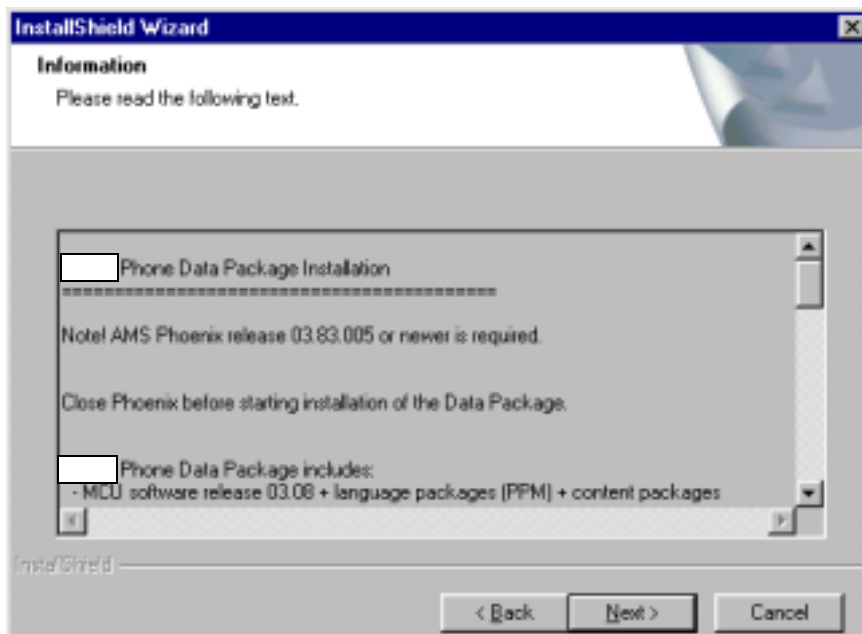 InstallShield Wizard
Information
Please read the following text.
Phone Data Package Installation
==========================================
Note! AMS Phoenix release 03.83.005 or newer is required.
Close Phoenix before starting installation of the Data Package.
Phone Data Package includes:
- MCU software release 03.08 + language packages (PPM) + content packages
InstallShield
< Back
Next >
Cancel